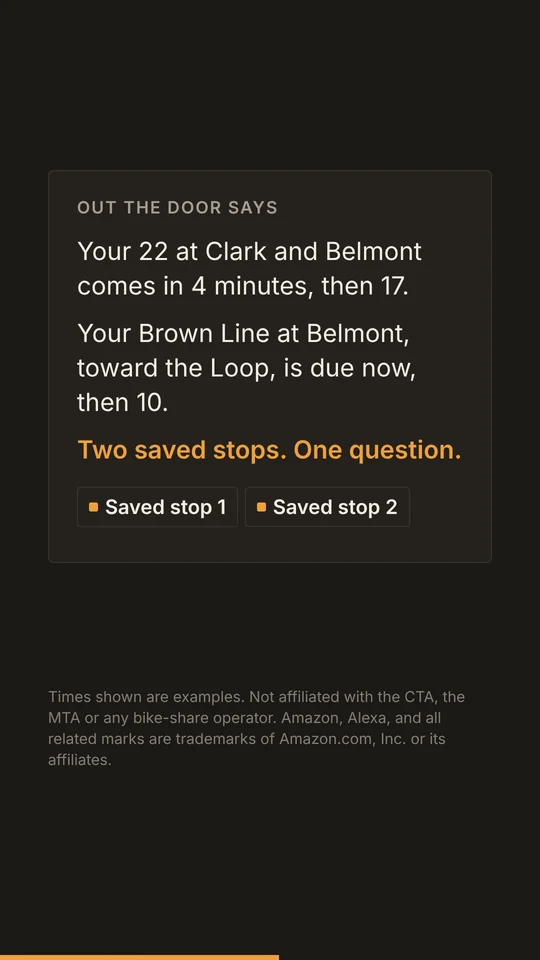 OUT THE DOOR SAYS
Your 22 at Clark and Belmont
comes in 4 minutes, then 17.
Your Brown Line at Belmont,
toward the Loop, is due now,
then 10.
Two saved stops. One question.
Saved stop 1
Saved stop 2
Times shown are examples. Not affiliated with the CTA, the
MTA or any bike-share operator. Amazon, Alexa, and all
related marks are trademarks of Amazon.com, Inc. or its
affiliates.